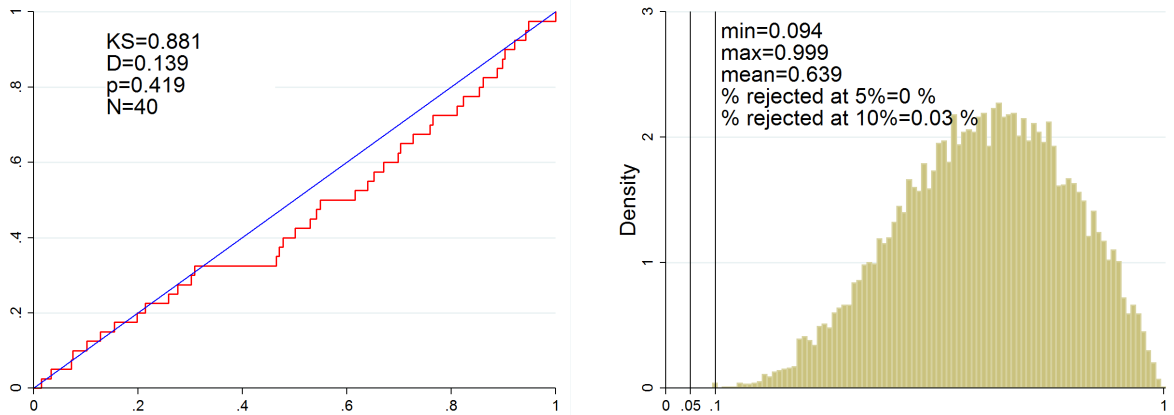 1
.8
.6
.4
.2
0
KS=0.881
D=0.139
p=0.419
N=40
0 .2 .4 .6 .8 1
3
2
1
0
Density
min=0.094
max=0.999
mean=0.639
% rejected at 5%=0 %
% rejected at 10%=0.03 %
0 .05 .1 1